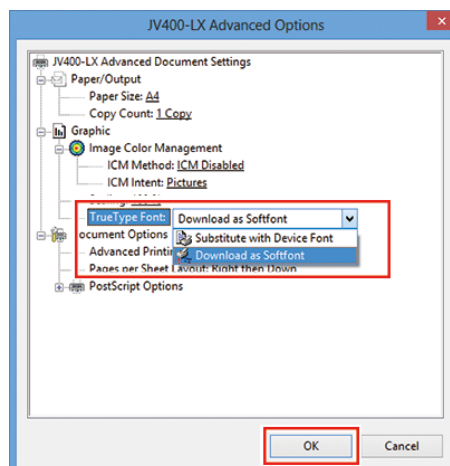 JV400-LX Advanced Options
JV400-LX Advanced Document Settings
Paper/Output
Paper Size: A4
Copy Count: 1 Copy
Graphic
Image Color Management
ICM Method: ICM Disabled
ICM Intent: Pictures
TrueType Font: Download as Softfont
Substitute with Device Font
ocument Options
Download as Softfont
Advanced Printi
Pages per Sheet Layout: Right then Down
PostScript Options
OK Cancel